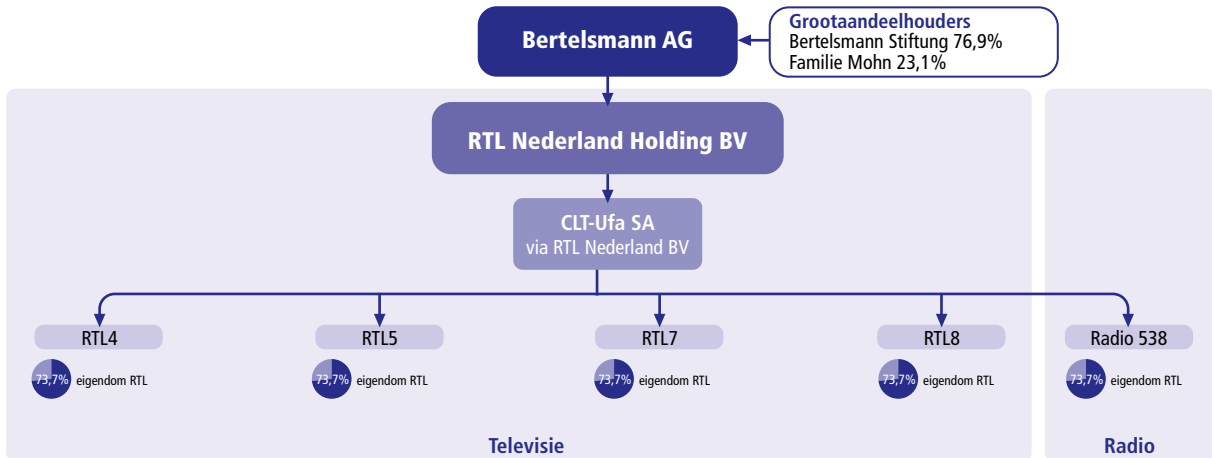 Bertelsmann AG
Grootaandeelhouders
Bertelsmann Stiftung 76,9%
Familie Mohn 23,1%
RTL Nederland Holding BV
CLT-Ufa SA
via RTL Nederland BV
RTL4
RTL5
RTL7
RTL8
Radio 538
73,7% eigendom RTL
73,7% eigendom RTL
73,7% eigendom RTL
73,7% eigendom RTL
73,7% eigendom RTL
Televisie
Radio